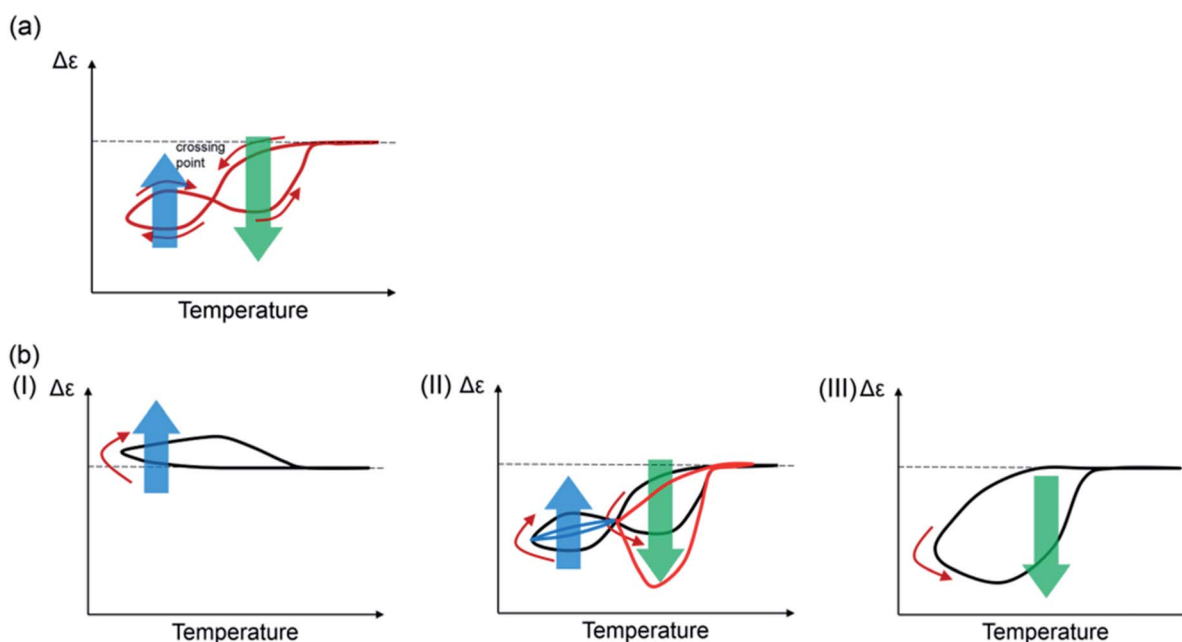 (a)
Δε
crossing
point
Temperature
(b)
(I) Δε
(II) Δε
(III) Δε
Temperature
Temperature
Temperature